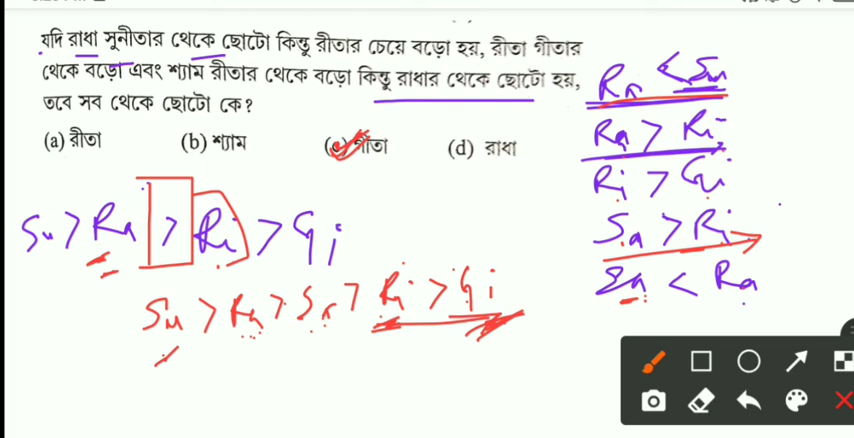 যদি রাধা সুনীতার থেকে ছোটো কিন্তু রীতার চেয়ে বড়ো হয়, রীতা গীতার
থেকে বড়ো এবং শ্যাম রীতার থেকে বড়ো কিন্তু রাধার থেকে ছোটো হয়,
তবে সব থেকে ছোটো কে?
(a) রীতা (b) শ্যাম (c) গীতা (d) রাধা
Ra < Su
Ra > Ri
Ri > Gi
Sa > Ri
Sa < Ra
Su > Ra > Ri > Gi
Su > Ra > Sa > Ri > Gi